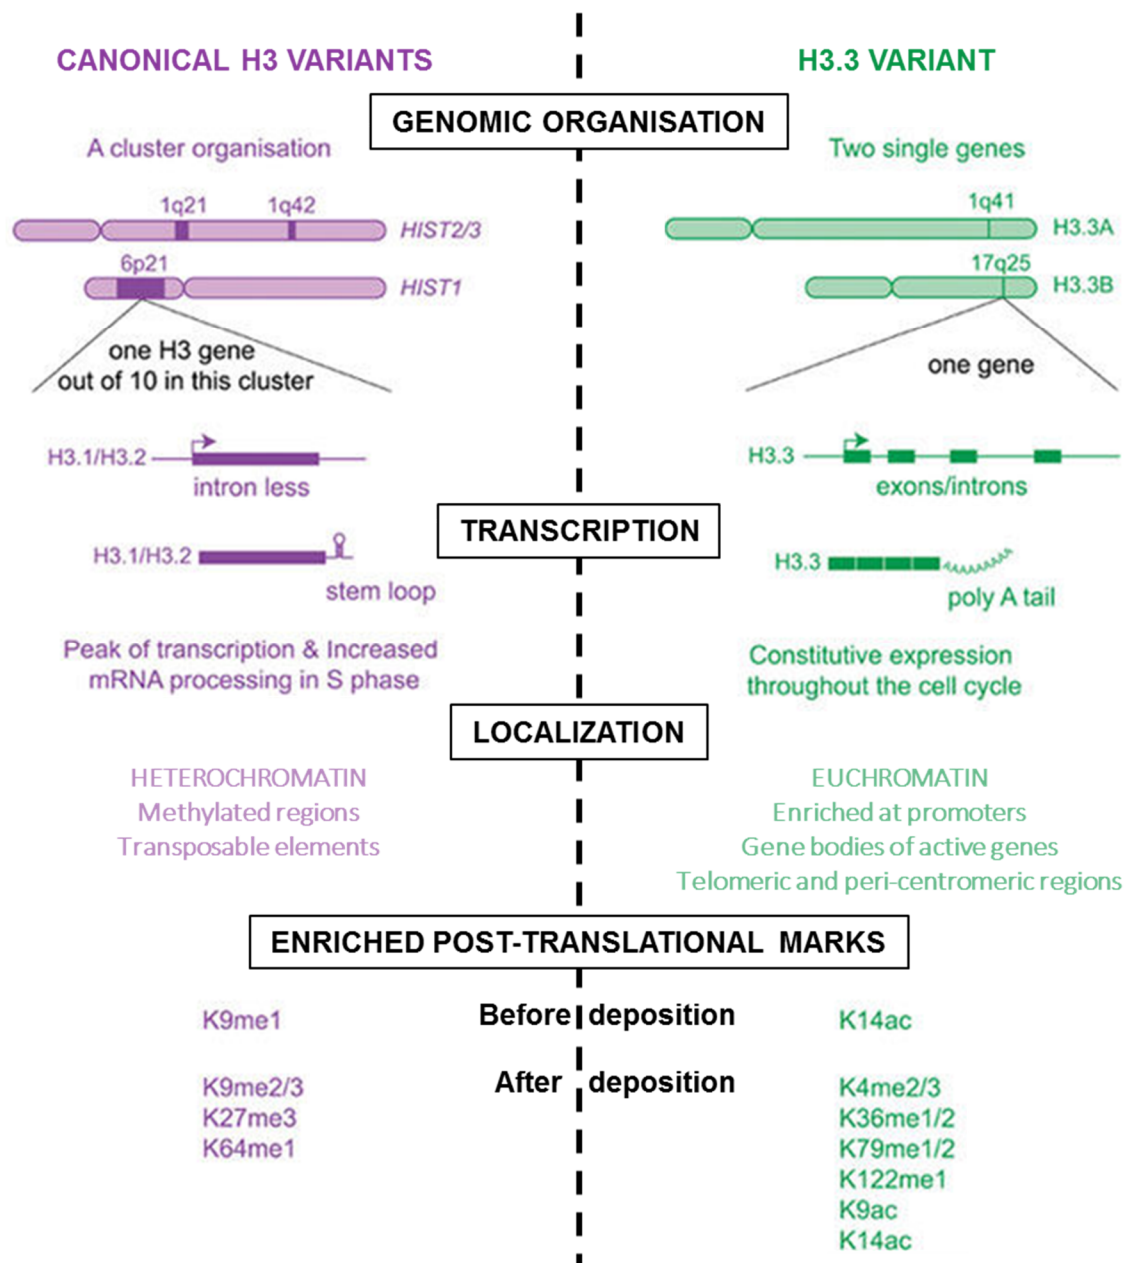 CANONICAL H3 VARIANTS
H3.3 VARIANT
GENOMIC ORGANISATION
A cluster organisation
Two single genes
1q21
1q42
HIST2/3
6p21
HIST1
1q41
H3.3A
17q25
H3.3B
one H3 gene
out of 10 in this cluster
one gene
H3.1/H3.2
intron less
H3.3
exons/introns
TRANSCRIPTION
H3.1/H3.2
stem loop
H3.3
poly A tail
Peak of transcription & Increased
mRNA processing in S phase
Constitutive expression
throughout the cell cycle
LOCALIZATION
HETEROCHROMATIN
Methylated regions
Transposable elements
EUCHROMATIN
Enriched at promoters
Gene bodies of active genes
Telomeric and peri-centromeric regions
ENRICHED POST-TRANSLATIONAL MARKS
Before deposition
K9me1
K14ac
After deposition
K9me2/3
K27me3
K64me1
K4me2/3
K36me1/2
K79me1/2
K122me1
K9ac
K14ac